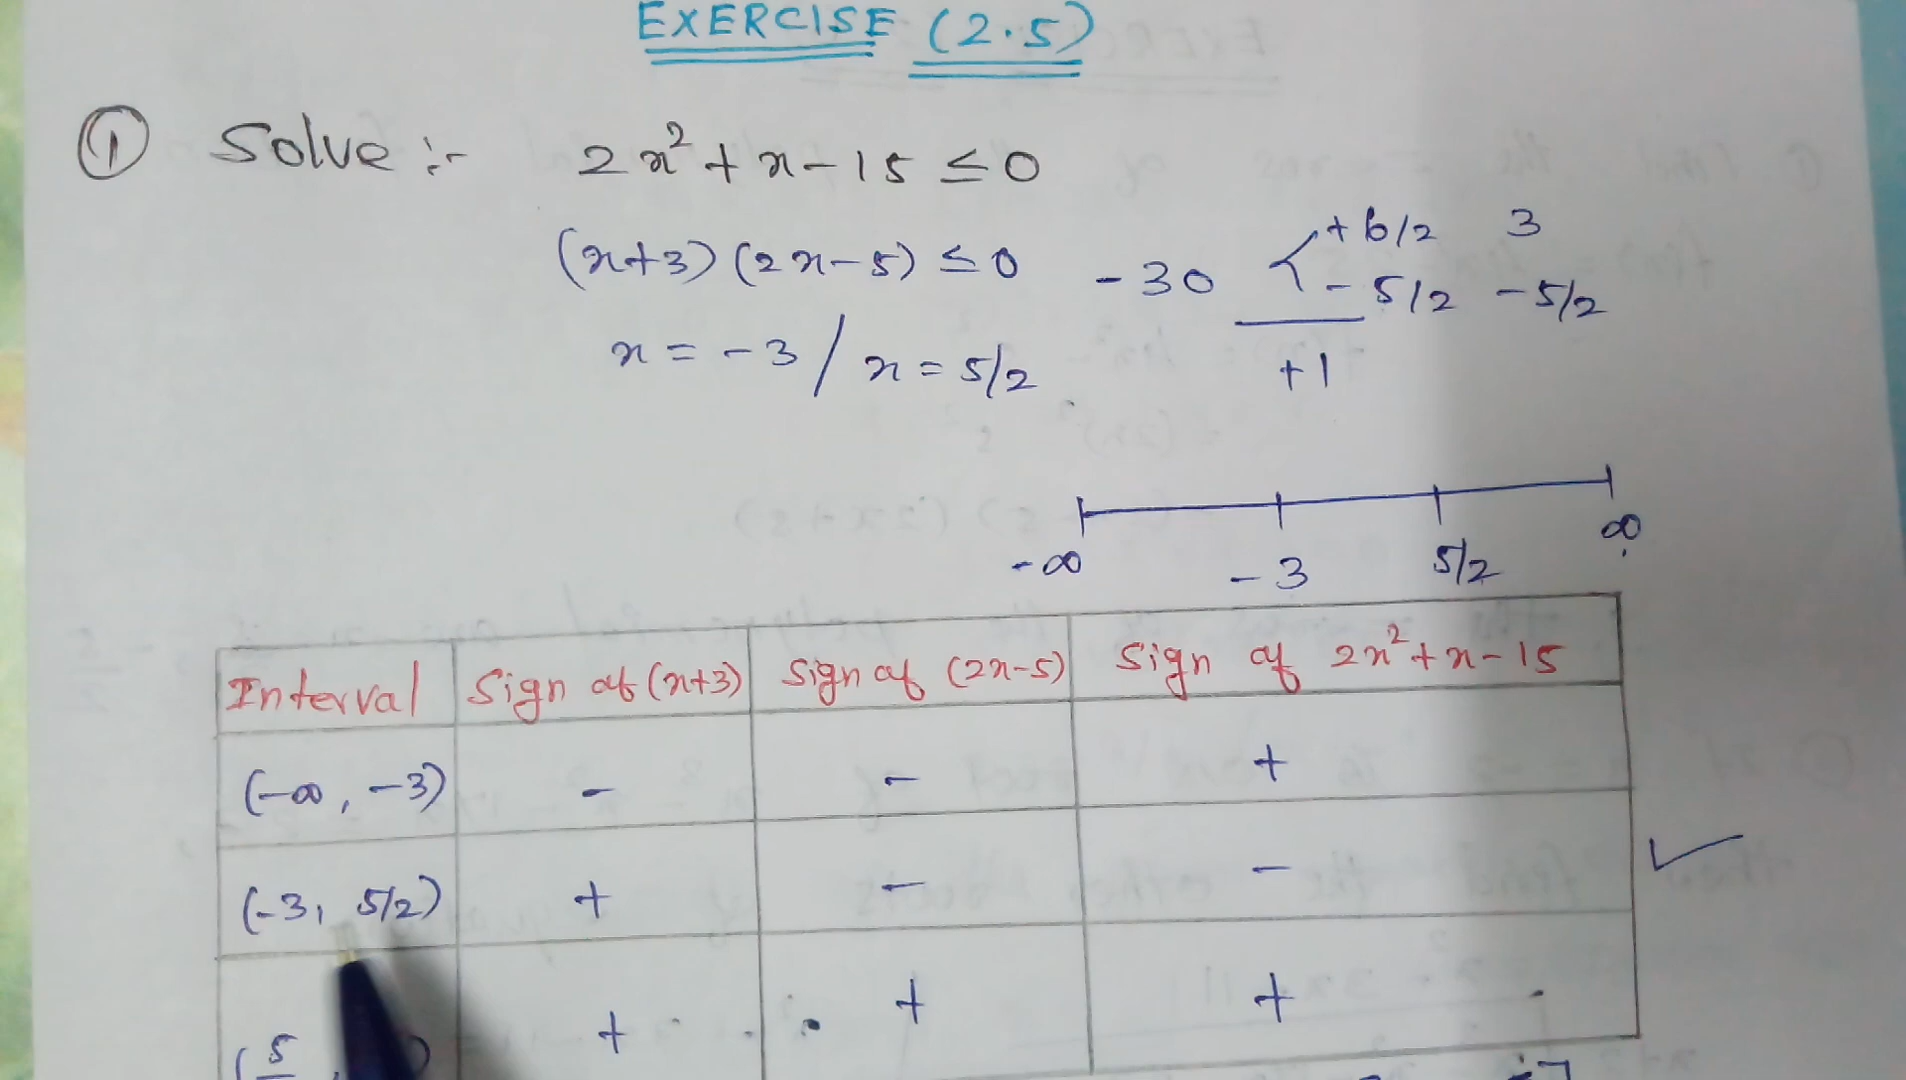 EXERCISE (2.5)
① Solve :- 2x² + x - 15 ≤ 0
(x+3) (2x-5) ≤ 0
x = -3 / x = 5/2
-30
+6/2 3
-5/2 -5/2
+1
-∞ -3 5/2 ∞
Interval Sign of (x+3) Sign of (2x-5) Sign of 2x²+x-15
(-∞, -3) - - +
(-3, 5/2) + - - ✓
(5 + + +